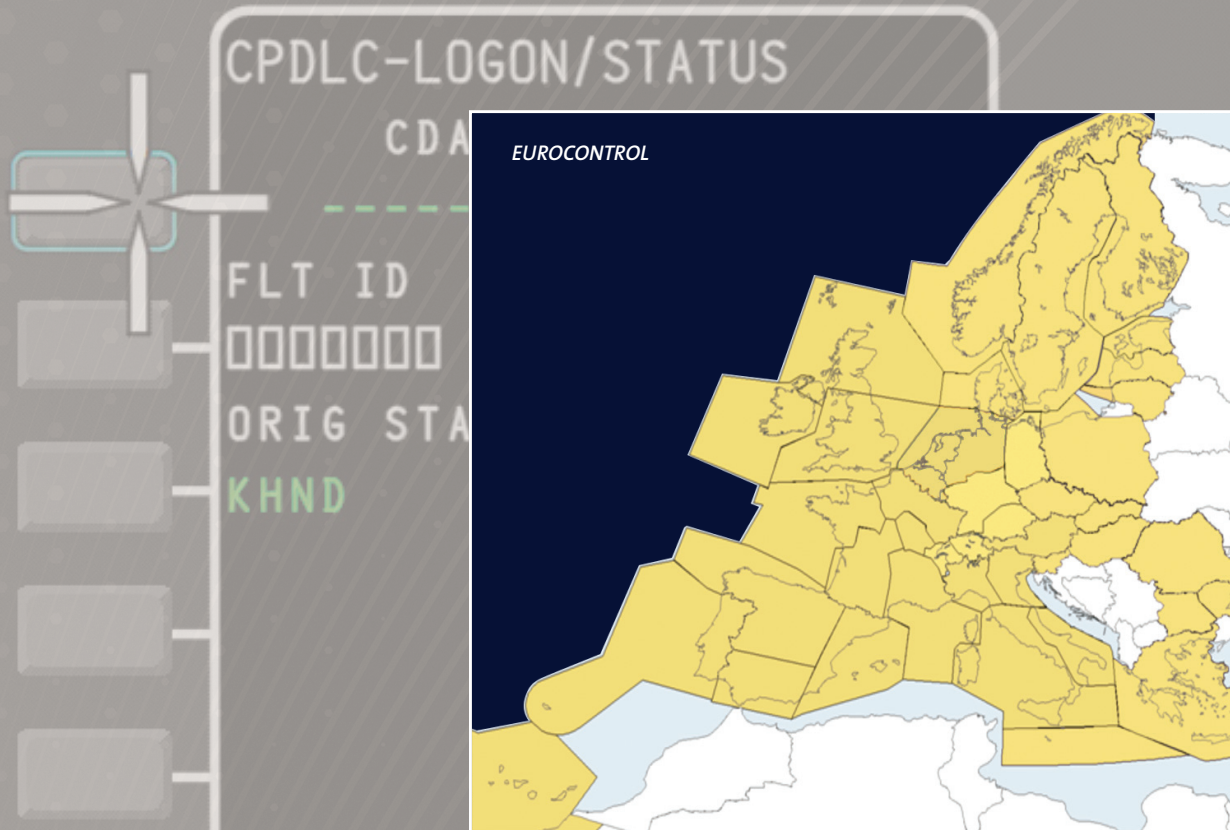 CPDLC-LOGON/STATUS
CDA
EUROCONTROL
-----
FLT ID
▯▯▯▯▯▯▯
ORIG STA
KHND